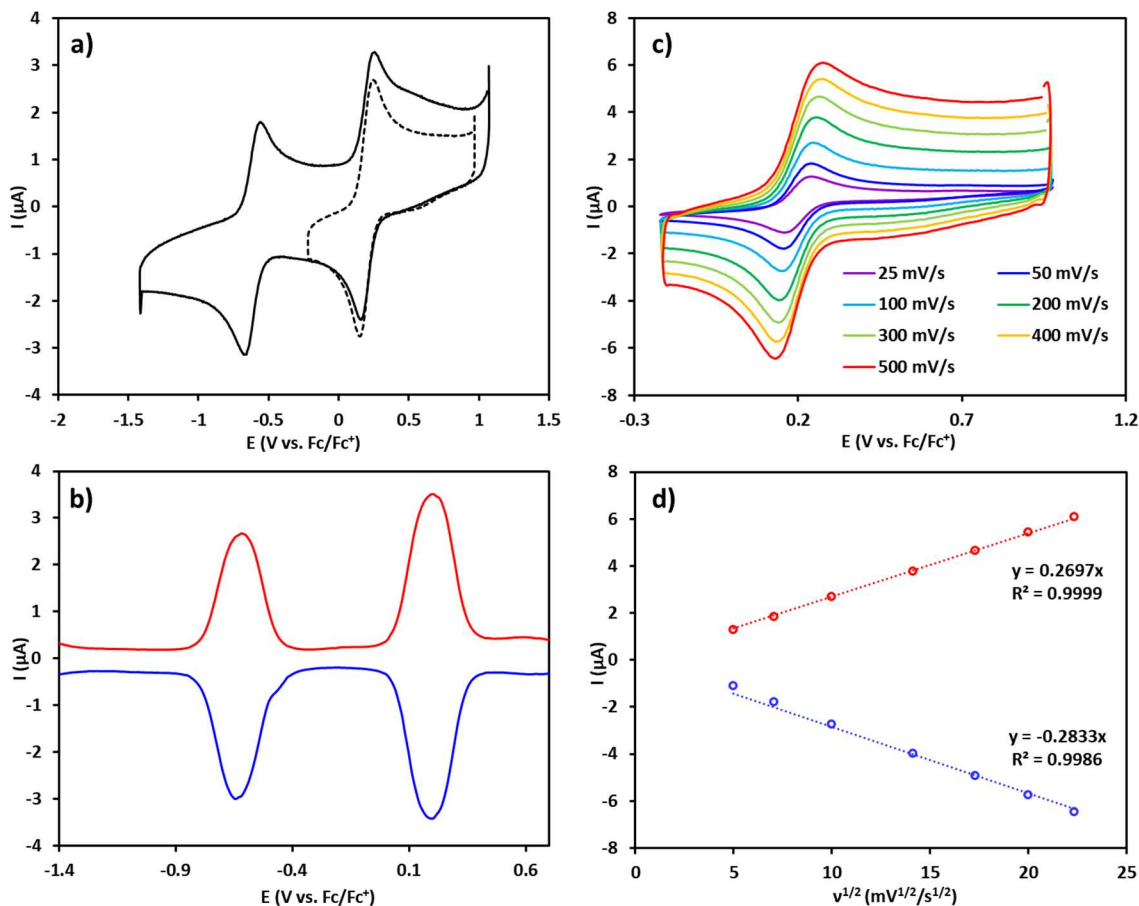 a)
4
3
2
1
0
-1
-2
-3
-4
I (µA)
-2 -1.5 -1 -0.5 0 0.5 1 1.5
E (V vs. Fc/Fc⁺)
c)
8
6
4
2
0
-2
-4
-6
-8
I (µA)
25 mV/s 50 mV/s
100 mV/s 200 mV/s
300 mV/s 400 mV/s
500 mV/s
-0.3 0.2 0.7 1.2
E (V vs. Fc/Fc⁺)
b)
4
3
2
1
0
-1
-2
-3
-4
I (µA)
-1.4 -0.9 -0.4 0.1 0.6
E (V vs. Fc/Fc⁺)
d)
8
6
4
2
0
-2
-4
-6
-8
I (µA)
y = 0.2697x
R² = 0.9999
y = -0.2833x
R² = 0.9986
0 5 10 15 20 25
ν¹/² (mV¹/²/s¹/²)